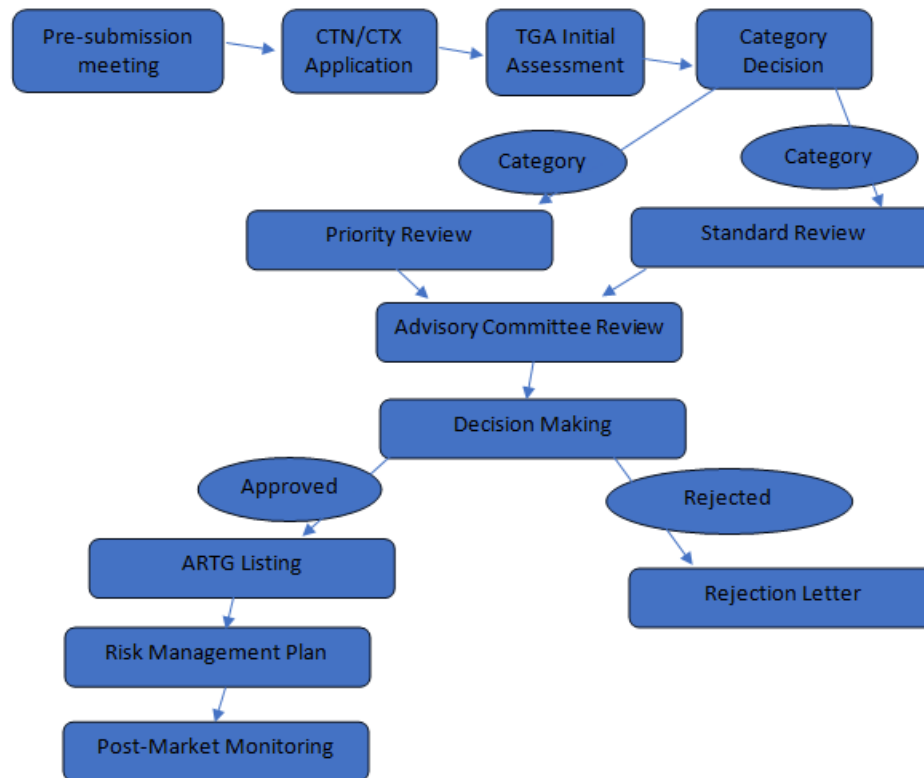 Pre-submission
meeting
CTN/CTX
Application
TGA Initial
Assessment
Category
Decision
Category
Category
Priority Review
Standard Review
Advisory Committee Review
Decision Making
Approved
Rejected
ARTG Listing
Rejection Letter
Risk Management Plan
Post-Market Monitoring